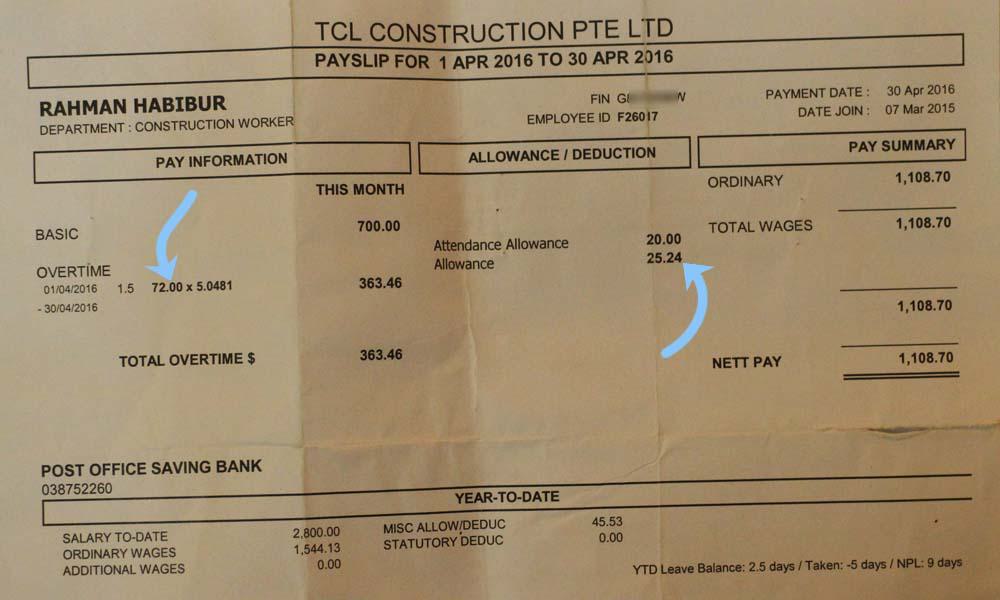 TCL CONSTRUCTION PTE LTD
PAYSLIP FOR 1 APR 2016 TO 30 APR 2016
RAHMAN HABIBUR
DEPARTMENT : CONSTRUCTION WORKER
FIN G W
EMPLOYEE ID F26017
PAYMENT DATE : 30 Apr 2016
DATE JOIN : 07 Mar 2015
PAY INFORMATION
ALLOWANCE / DEDUCTION
PAY SUMMARY
THIS MONTH
ORDINARY 1,108.70
BASIC 700.00
Attendance Allowance 20.00
TOTAL WAGES 1,108.70
OVERTIME
Allowance 25.24
01/04/2016 1.5 72.00 x 5.0481 363.46
- 30/04/2016
1,108.70
TOTAL OVERTIME $ 363.46
NETT PAY 1,108.70
POST OFFICE SAVING BANK
038752260
YEAR-TO-DATE
SALARY TO-DATE 2,800.00
MISC ALLOW/DEDUC 45.53
ORDINARY WAGES 1,544.13
STATUTORY DEDUC 0.00
ADDITIONAL WAGES 0.00
YTD Leave Balance: 2.5 days / Taken: -5 days / NPL: 9 days